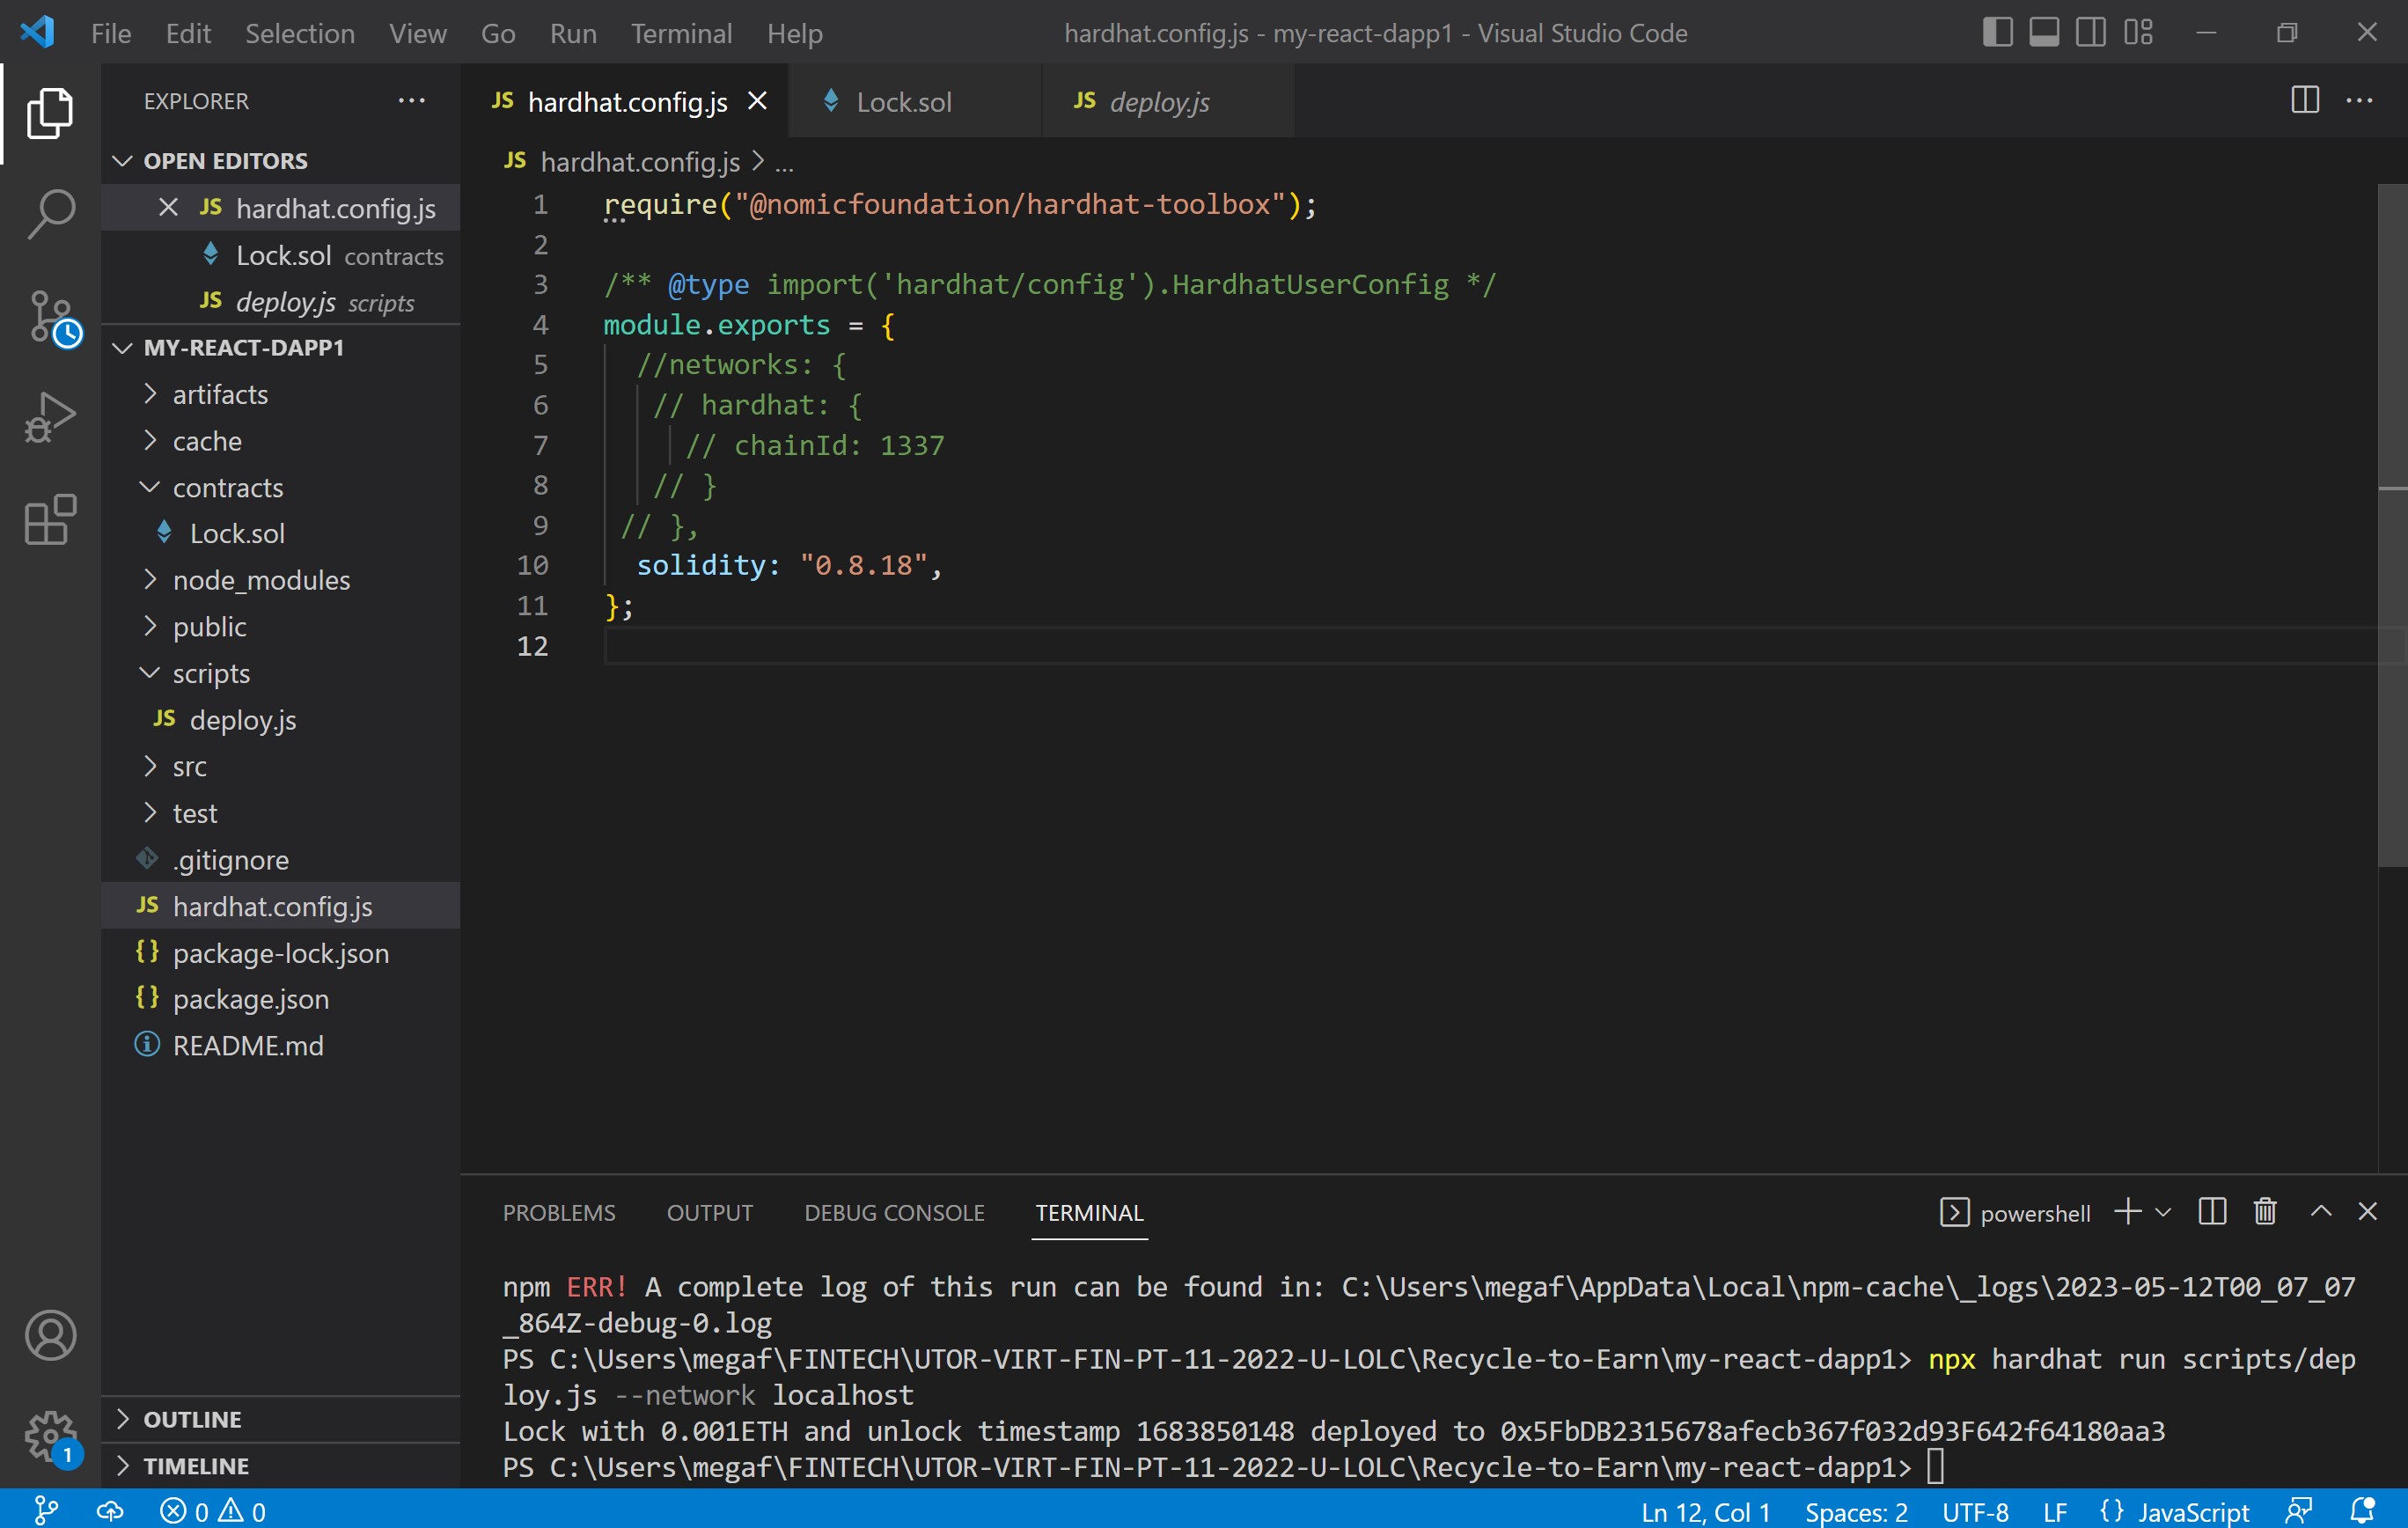 File Edit Selection View Go Run Terminal Help hardhat.config.js - my-react-dapp1 - Visual Studio Code
EXPLORER
OPEN EDITORS
JS hardhat.config.js
Lock.sol contracts
JS deploy.js scripts
MY-REACT-DAPP1
artifacts
cache
contracts
Lock.sol
node_modules
public
scripts
JS deploy.js
src
test
.gitignore
JS hardhat.config.js
{ } package-lock.json
{ } package.json
README.md
OUTLINE
TIMELINE
1
JS hardhat.config.js Lock.sol JS deploy.js
JS hardhat.config.js > ...
1 require("@nomicfoundation/hardhat-toolbox");
2
3 /** @type import('hardhat/config').HardhatUserConfig */
4 module.exports = {
5 //networks: {
6 // hardhat: {
7 // chainId: 1337
8 // }
9 // },
10 solidity: "0.8.18",
11 };
12
PROBLEMS OUTPUT DEBUG CONSOLE TERMINAL powershell
npm ERR! A complete log of this run can be found in: C:\Users\megaf\AppData\Local\npm-cache\_logs\2023-05-12T00_07_07
_864Z-debug-0.log
PS C:\Users\megaf\FINTECH\UTOR-VIRT-FIN-PT-11-2022-U-LOLC\Recycle-to-Earn\my-react-dapp1> npx hardhat run scripts/dep
loy.js --network localhost
Lock with 0.001ETH and unlock timestamp 1683850148 deployed to 0x5FbDB2315678afecb367f032d93F642f64180aa3
PS C:\Users\megaf\FINTECH\UTOR-VIRT-FIN-PT-11-2022-U-LOLC\Recycle-to-Earn\my-react-dapp1>
0 0 Ln 12, Col 1 Spaces: 2 UTF-8 LF { } JavaScript